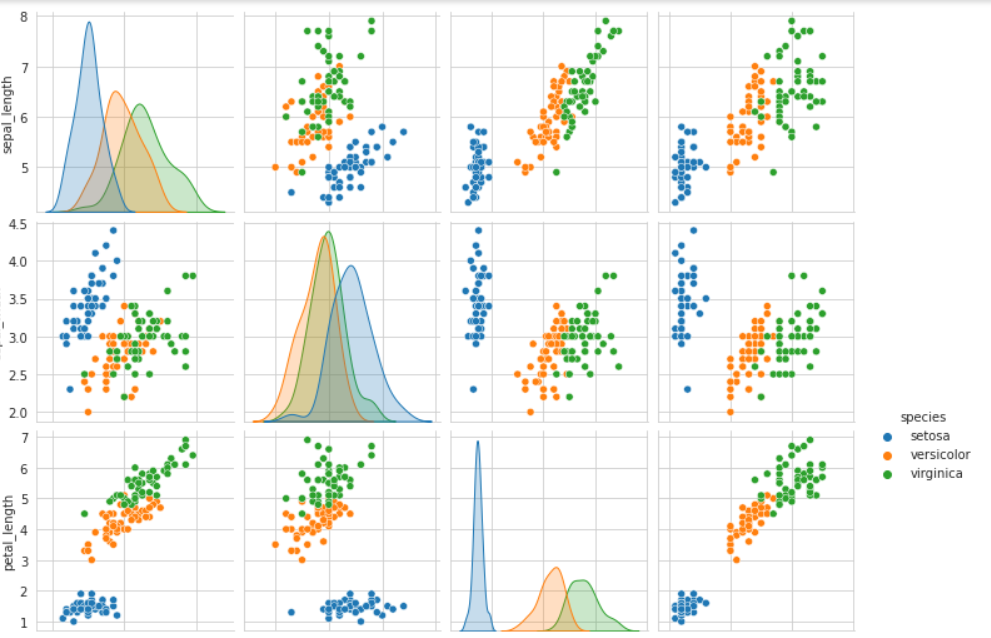 8
7
6
5
sepal_length
4.5
4.0
3.5
3.0
2.5
2.0
7
6
5
4
3
2
1
petal_length
species
setosa
versicolor
virginica